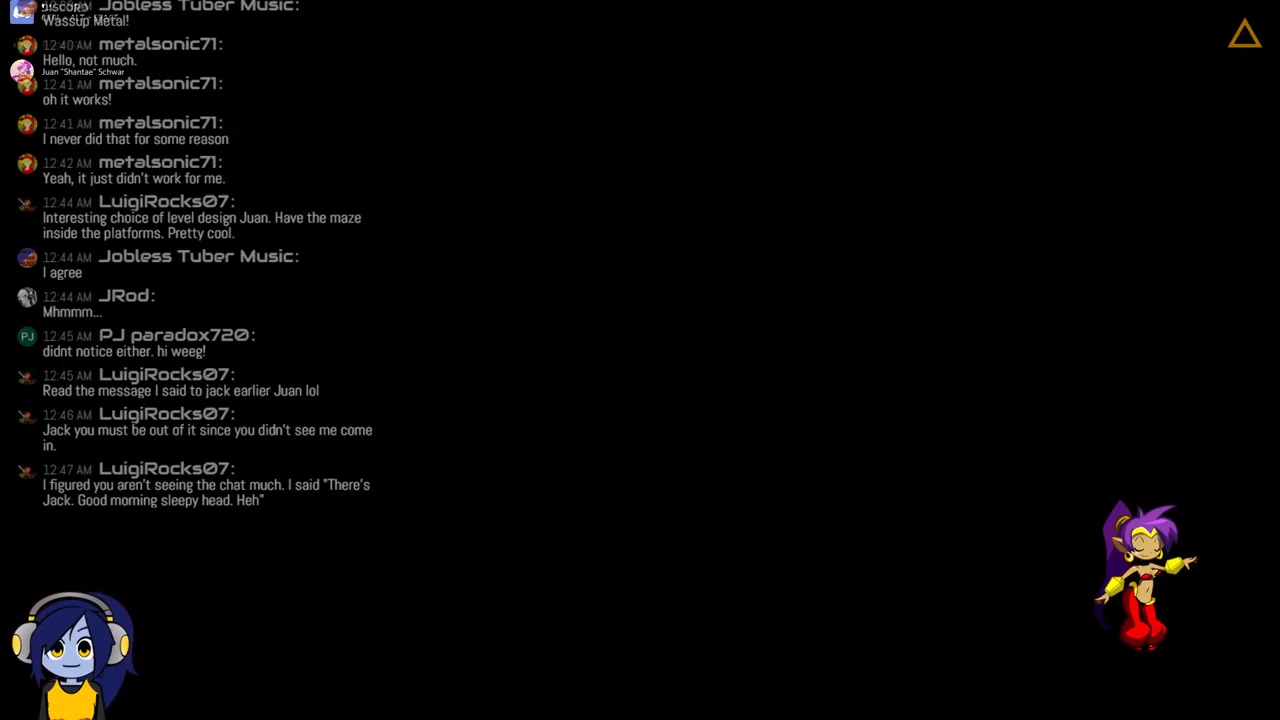 DISCORD
Jobless Tuber Music:
Wassup Metal!
12:40 AM metalsonic71:
Hello, not much.
Juan "Shantae" Schwar
12:41 AM metalsonic71:
oh it works!
12:41 AM metalsonic71:
I never did that for some reason
12:42 AM metalsonic71:
Yeah, it just didn't work for me.
12:44 AM LuigiRocks07:
Interesting choice of level design Juan. Have the maze
inside the platforms. Pretty cool.
12:44 AM Jobless Tuber Music:
I agree
12:44 AM JRod:
Mhmmm...
PJ 12:45 AM PJ paradox720:
didnt notice either. hi weeg!
12:45 AM LuigiRocks07:
Read the message I said to jack earlier Juan lol
12:46 AM LuigiRocks07:
Jack you must be out of it since you didn't see me come
in.
12:47 AM LuigiRocks07:
I figured you aren't seeing the chat much. I said "There's
Jack. Good morning sleepy head. Heh"